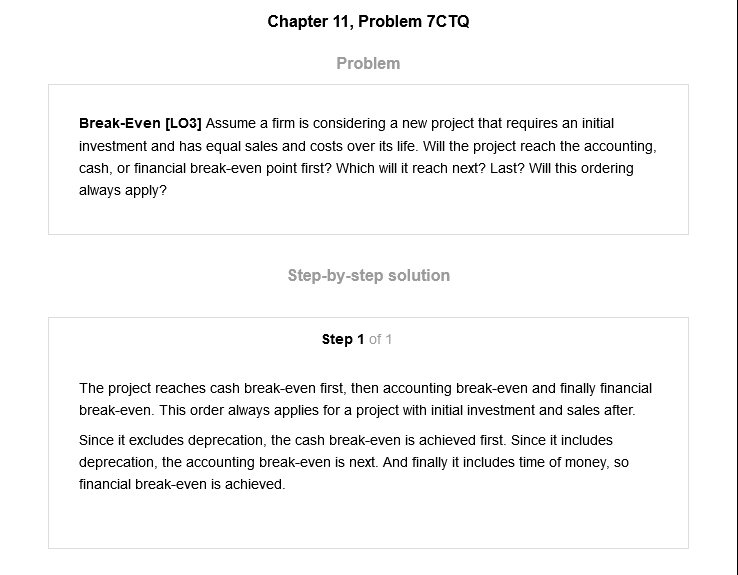 Chapter 11, Problem 7CTQ
Problem
Break-Even [LO3] Assume a firm is considering a new project that requires an initial
investment and has equal sales and costs over its life. Will the project reach the accounting,
cash, or financial break-even point first? Which will it reach next? Last? Will this ordering
always apply?
Step-by-step solution
Step 1 of 1
The project reaches cash break-even first, then accounting break-even and finally financial
break-even. This order always applies for a project with initial investment and sales after.
Since it excludes deprecation, the cash break-even is achieved first. Since it includes
deprecation, the accounting break-even is next. And finally it includes time of money, so
financial break-even is achieved.